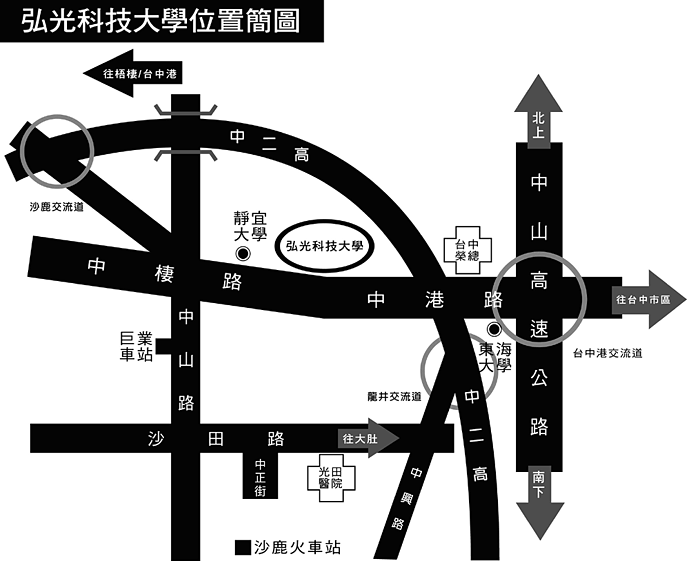 弘光科技大學位置簡圖
往梧棲/台中港
北上
中二高
中山高速公路
沙鹿交流道
靜宜
大學
弘光科技大學
台中
榮總
中棲路
中港路
往台中市區
中山路
巨業
車站
東海
大學
台中港交流道
龍井交流道
沙田路
往大肚
中二高
中正街
光田
醫院
中興路
南下
沙鹿火車站